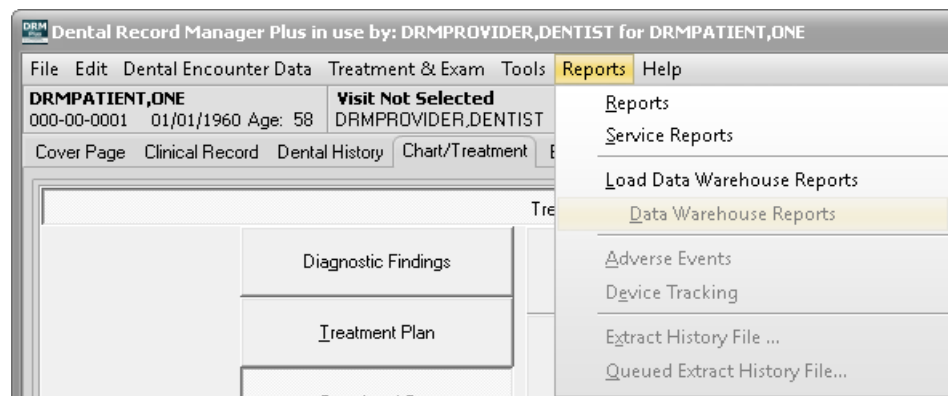 DRM Plus Dental Record Manager Plus in use by: DRMPROVIDER,DENTIST for DRMPATIENT,ONE
File Edit Dental Encounter Data Treatment & Exam Tools Reports Help
DRMPATIENT,ONE Visit Not Selected
000-00-0001 01/01/1960 Age: 58 DRMPROVIDER,DENTIST
Cover Page Clinical Record Dental History Chart/Treatment
Tre
Diagnostic Findings
Treatment Plan
Reports
Service Reports
Load Data Warehouse Reports
Data Warehouse Reports
Adverse Events
Device Tracking
Extract History File ...
Queued Extract History File...